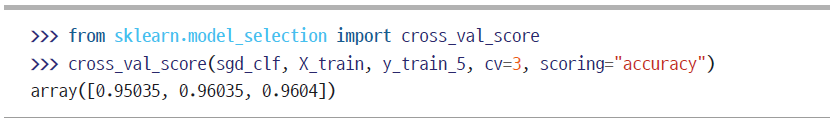 >>> from sklearn.model_selection import cross_val_score
>>> cross_val_score(sgd_clf, X_train, y_train_5, cv=3, scoring="accuracy")
array([0.95035, 0.96035, 0.9604])